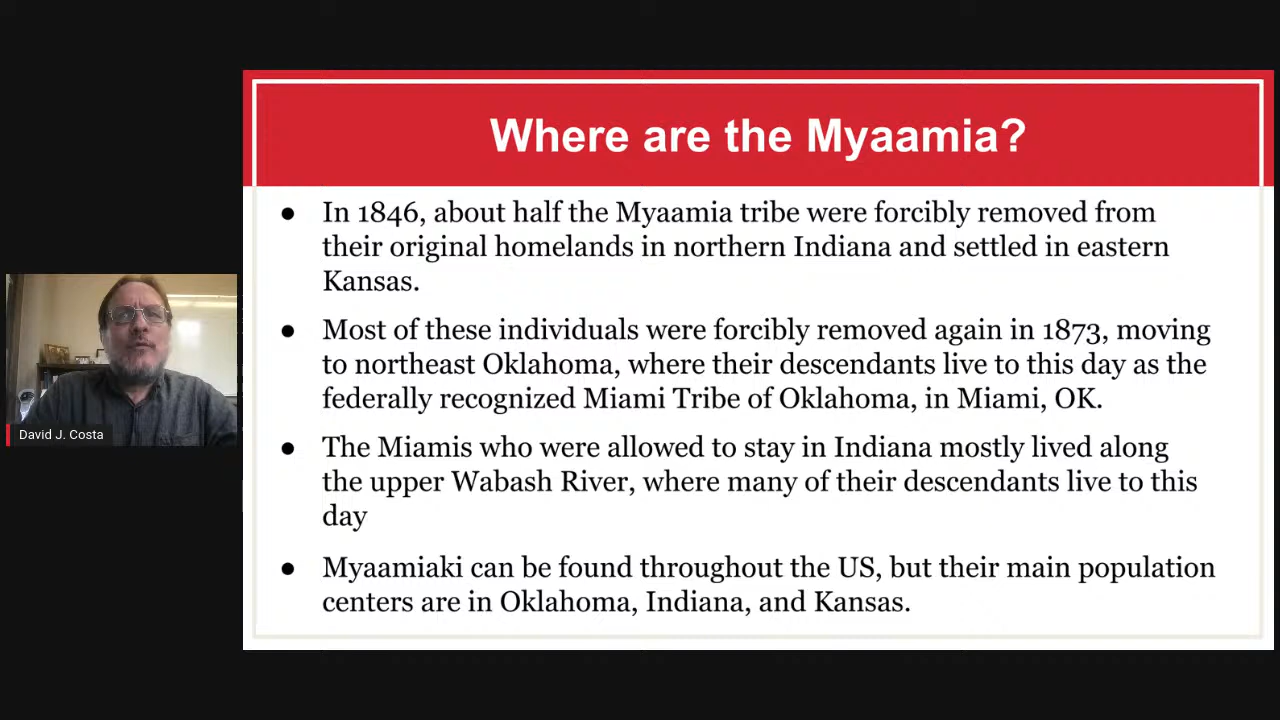 Where are the Myaamia?
● In 1846, about half the Myaamia tribe were forcibly removed from
their original homelands in northern Indiana and settled in eastern
Kansas.
● Most of these individuals were forcibly removed again in 1873, moving
to northeast Oklahoma, where their descendants live to this day as the
federally recognized Miami Tribe of Oklahoma, in Miami, OK.
● The Miamis who were allowed to stay in Indiana mostly lived along
the upper Wabash River, where many of their descendants live to this
day
● Myaamiaki can be found throughout the US, but their main population
centers are in Oklahoma, Indiana, and Kansas.
David J. Costa